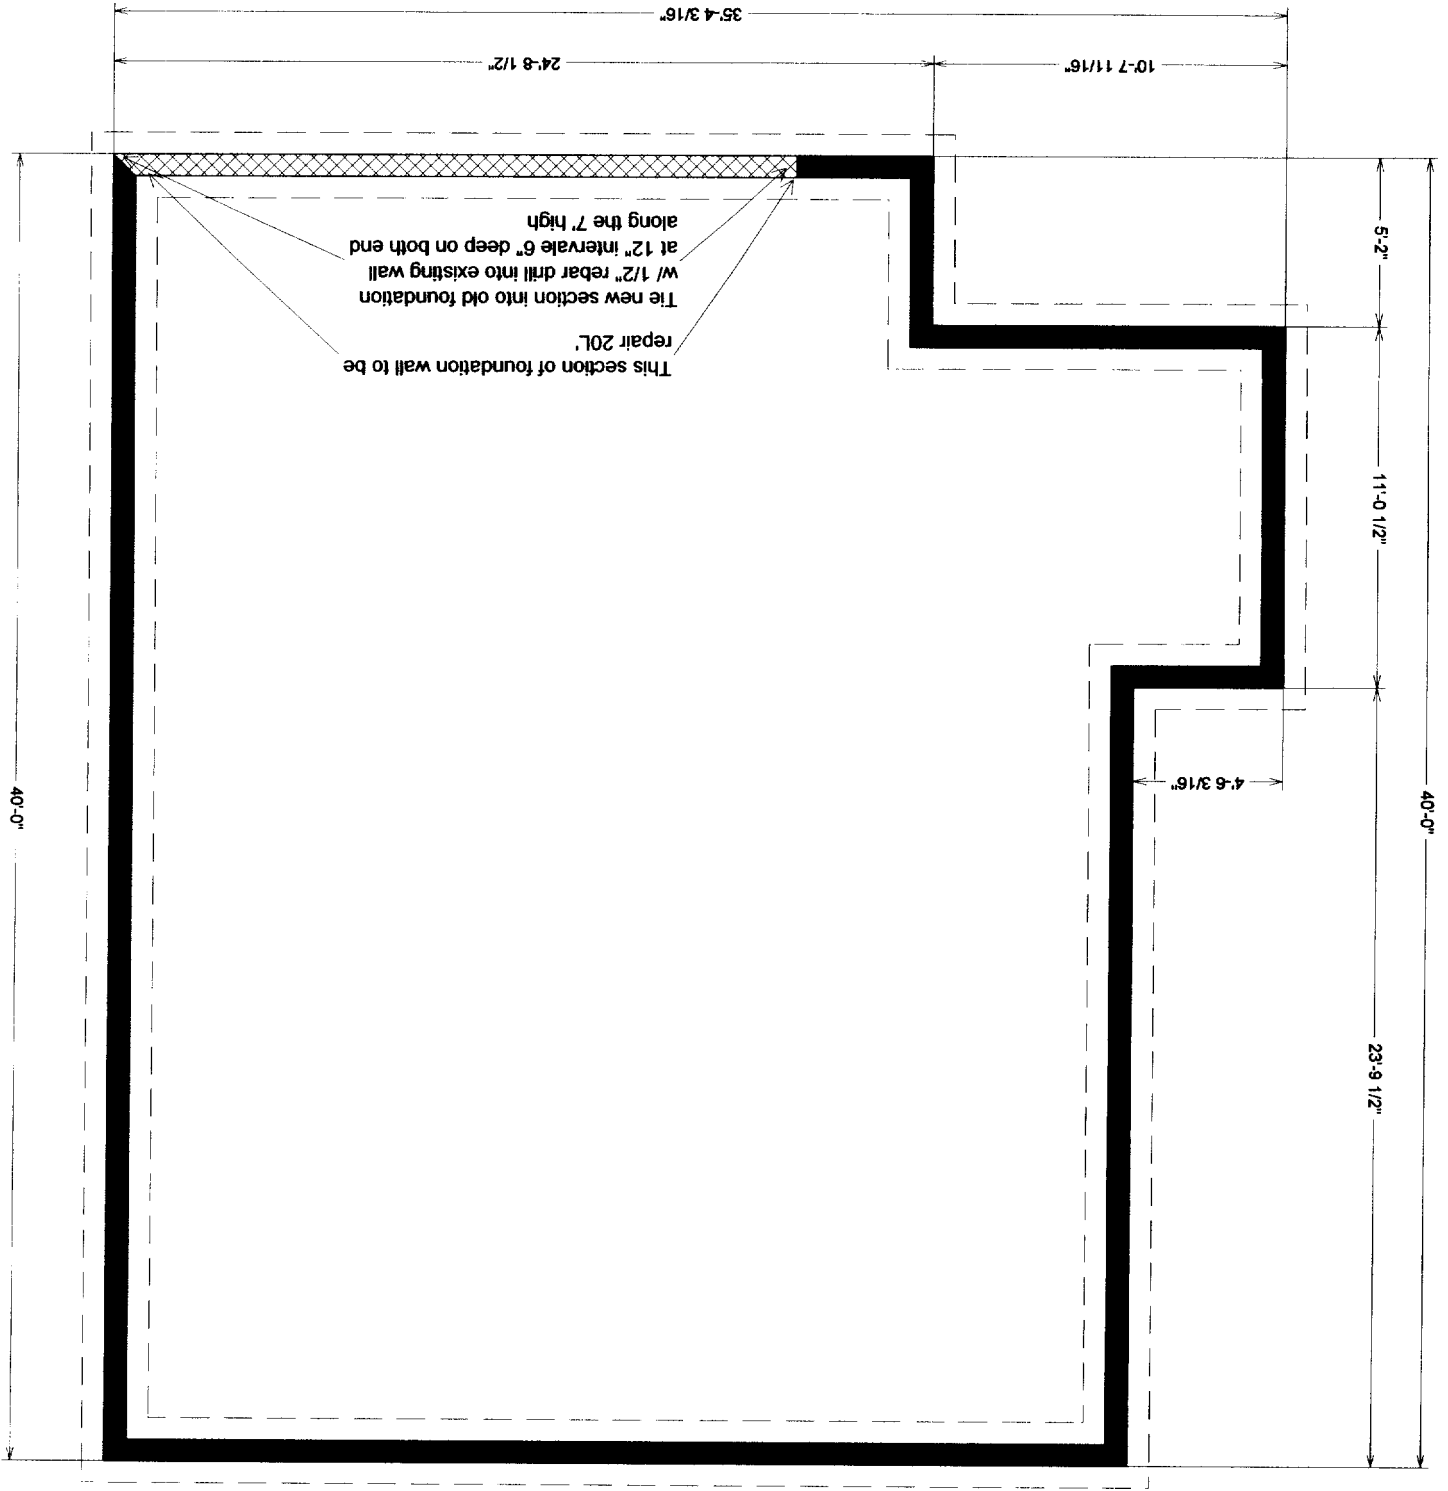 This section of foundation wall to be
repair 20L'
Tie new section into old foundation
w/ 1/2" rebar drill into existing wall
at 12" intervale 6" deep on both end
along the 7' high
40'-0"
23'-9 1/2"
11'-0 1/2"
5'-2"
4'-6 3/16"
40'-0"
10'-7 11/16"
24'-8 1/2"
35'-4 3/16"